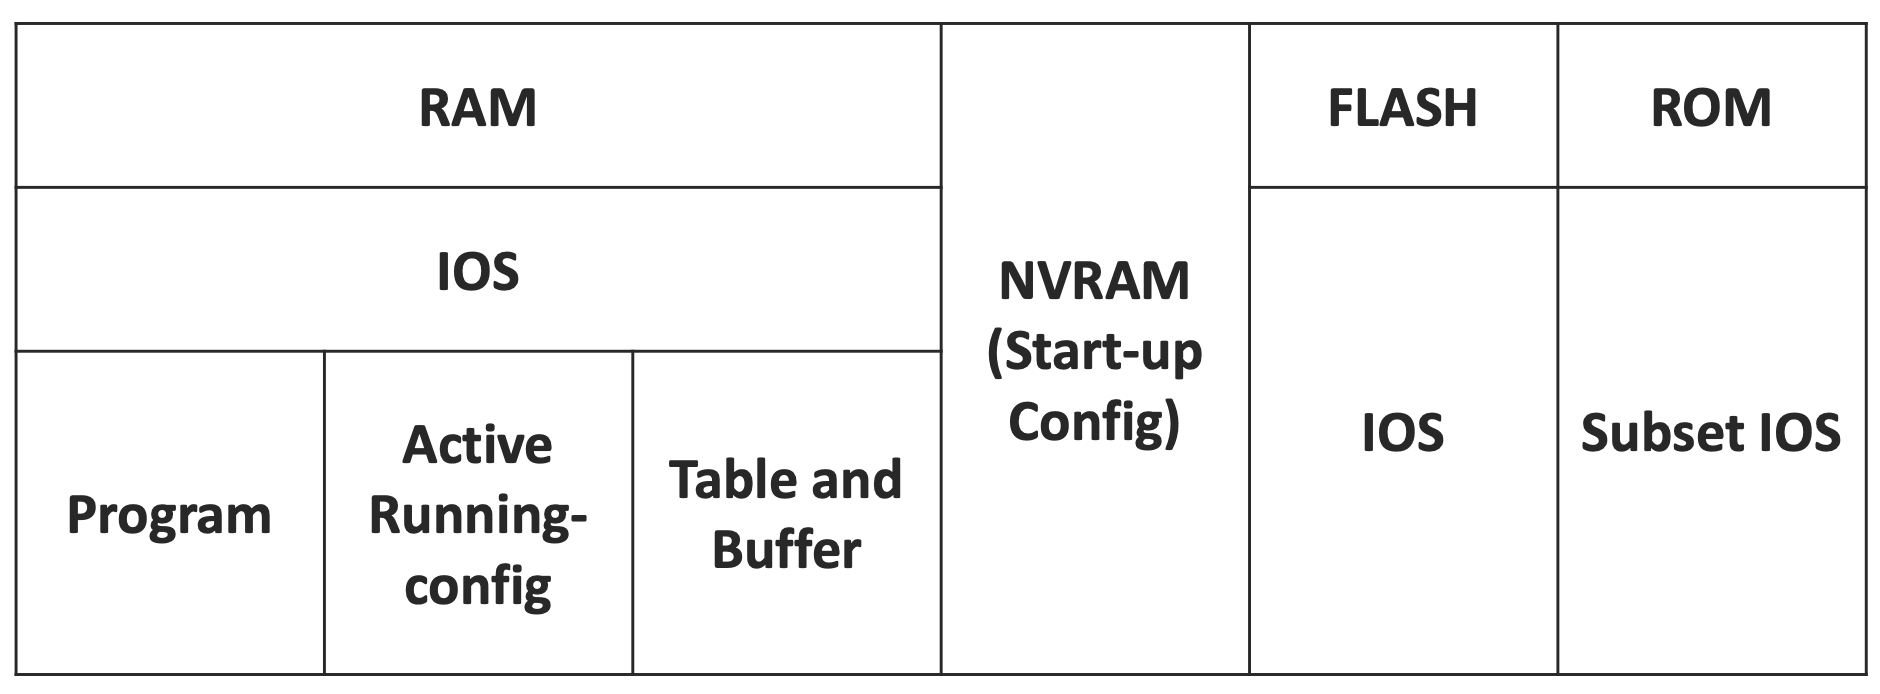 RAM
FLASH
ROM
IOS
NVRAM
(Start-up
Config)
IOS
Subset IOS
Program
Active
Running-
config
Table and
Buffer